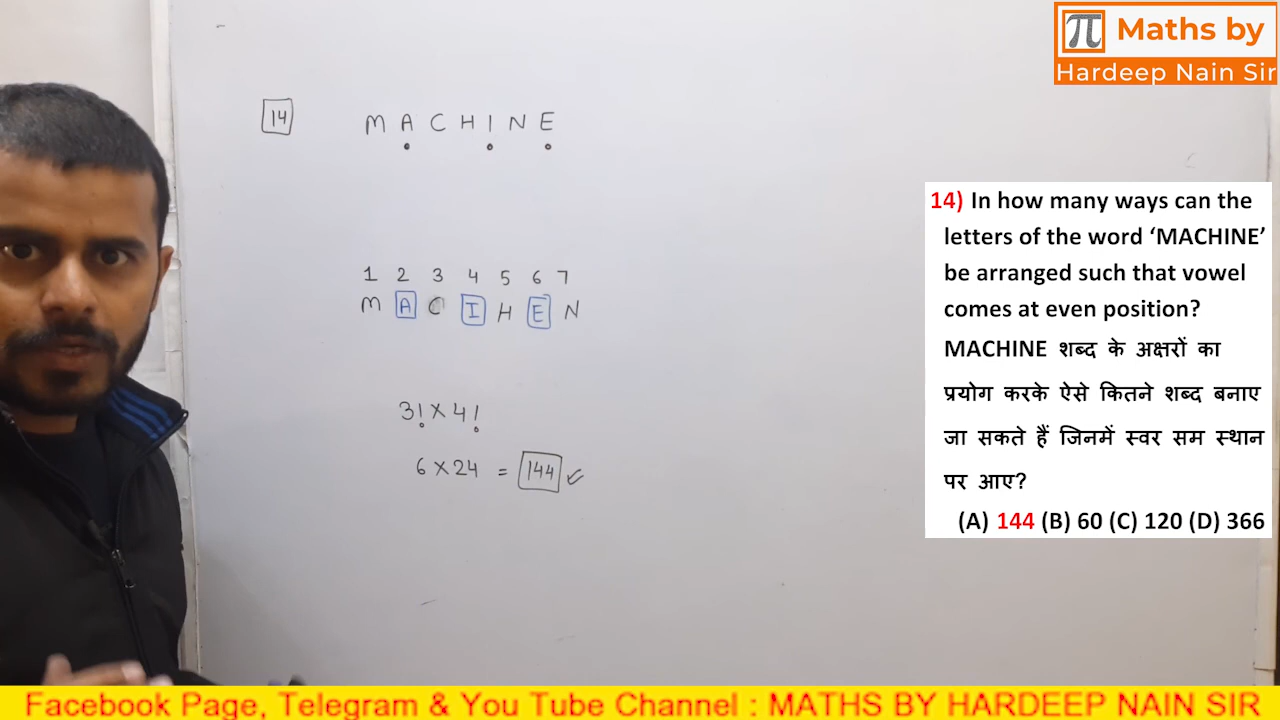 π Maths by
Hardeep Nain Sir
14
M A C H I N E
1 2 3 4 5 6 7
M A C I H E N
3! × 4!
6 × 24 = 144 ✓
14) In how many ways can the
letters of the word ‘MACHINE’
be arranged such that vowel
comes at even position?
MACHINE शब्द के अक्षरों का
प्रयोग करके ऐसे कितने शब्द बनाए
जा सकते हैं जिनमें स्वर सम स्थान
पर आए?
(A) 144 (B) 60 (C) 120 (D) 366
Facebook Page, Telegram & You Tube Channel : MATHS BY HARDEEP NAIN SIR